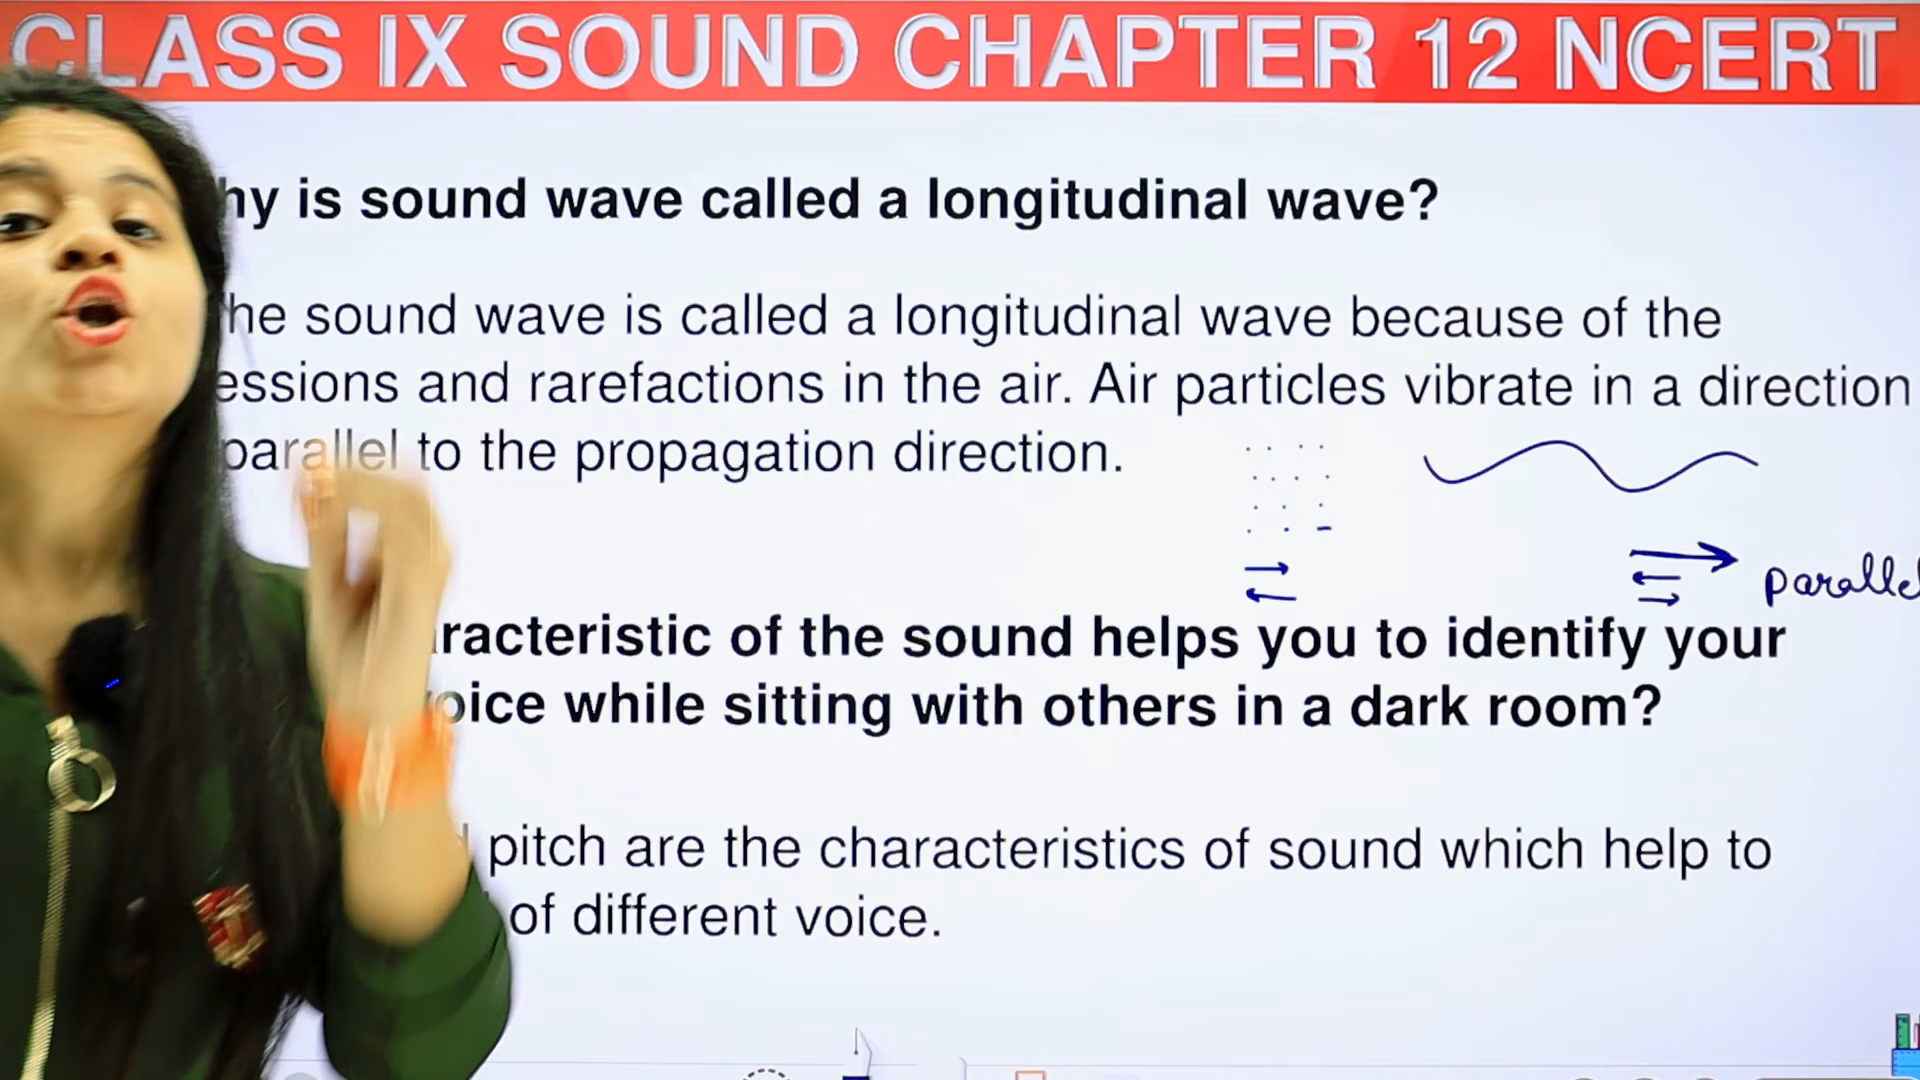 CLASS IX SOUND CHAPTER 12 NCERT
hy is sound wave called a longitudinal wave?
he sound wave is called a longitudinal wave because of the
essions and rarefactions in the air. Air particles vibrate in a direction
parallel to the propagation direction.
parallel
racteristic of the sound helps you to identify your
oice while sitting with others in a dark room?
pitch are the characteristics of sound which help to
of different voice.